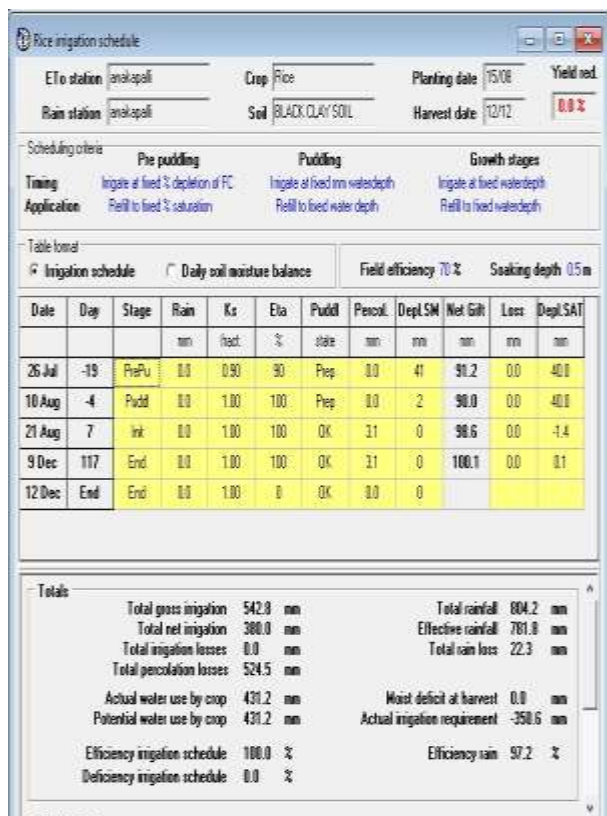 Rice irrigation schedule
ETo station anakapalli Crop Rice Planting date 15/08 Yield red.
Rain station anakapalli Soil BLACK CLAY SOIL Harvest date 12/12 0.0 %
Scheduling criteria
Pre puddling Puddling Growth stages
Timing Irrigate at fixed % depletion of FC Irrigate at fixed mm waterdepth Irrigate at fixed waterdepth
Application Refill to fixed % saturation Refill to fixed water depth Refill to fixed waterdepth
Table format
Irrigation schedule Daily soil moisture balance Field efficiency 70 % Soaking depth 0.5 m
Date Day Stage Rain Ks Eta Puddl Percol. Depl.SM Net Gift Loss Depl.SAT
mm fract. % state mm mm mm mm mm
26 Jul -19 PrePu 0.0 0.90 90 Prep 0.0 41 91.2 0.0 40.0
10 Aug -4 Pudd 0.0 1.00 100 Prep 0.0 2 90.0 0.0 40.0
21 Aug 7 Init 0.0 1.00 100 OK 3.1 0 98.6 0.0 -1.4
9 Dec 117 End 0.0 1.00 100 OK 3.1 0 100.1 0.0 0.1
12 Dec End End 0.0 1.00 0 OK 0.0 0
Totals
Total gross irrigation 542.8 mm Total rainfall 804.2 mm
Total net irrigation 380.0 mm Effective rainfall 781.8 mm
Total irrigation losses 0.0 mm Total rain loss 22.3 mm
Total percolation losses 524.5 mm
Actual water use by crop 431.2 mm Moist deficit at harvest 0.0 mm
Potential water use by crop 431.2 mm Actual irrigation requirement -350.6 mm
Efficiency irrigation schedule 100.0 % Efficiency rain 97.2 %
Deficiency irrigation schedule 0.0 %